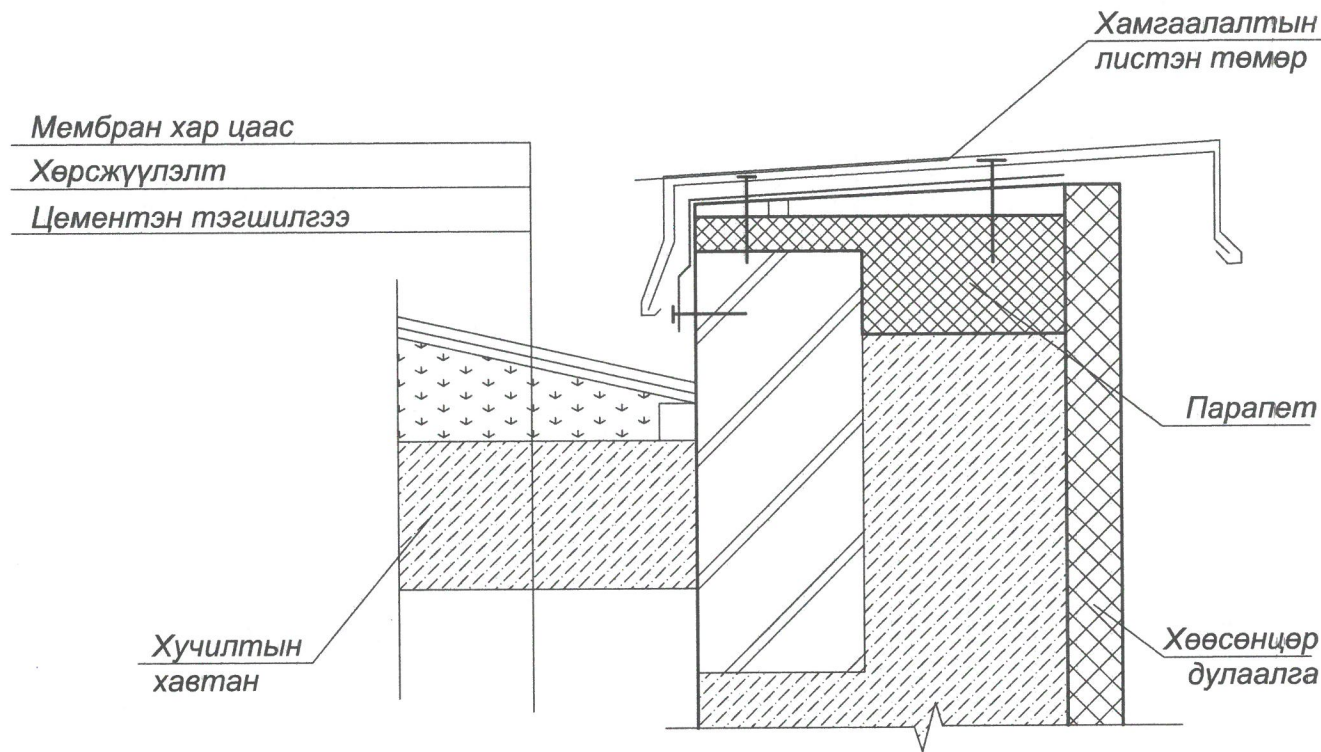 Хамгаалалтын
листэн төмөр
Мембран хар цаас
Хөрсжүүлэлт
Цементэн тэгшилгээ
Парапет
Хучилтын
хавтан
Хөөсөнцөр
дулаалга